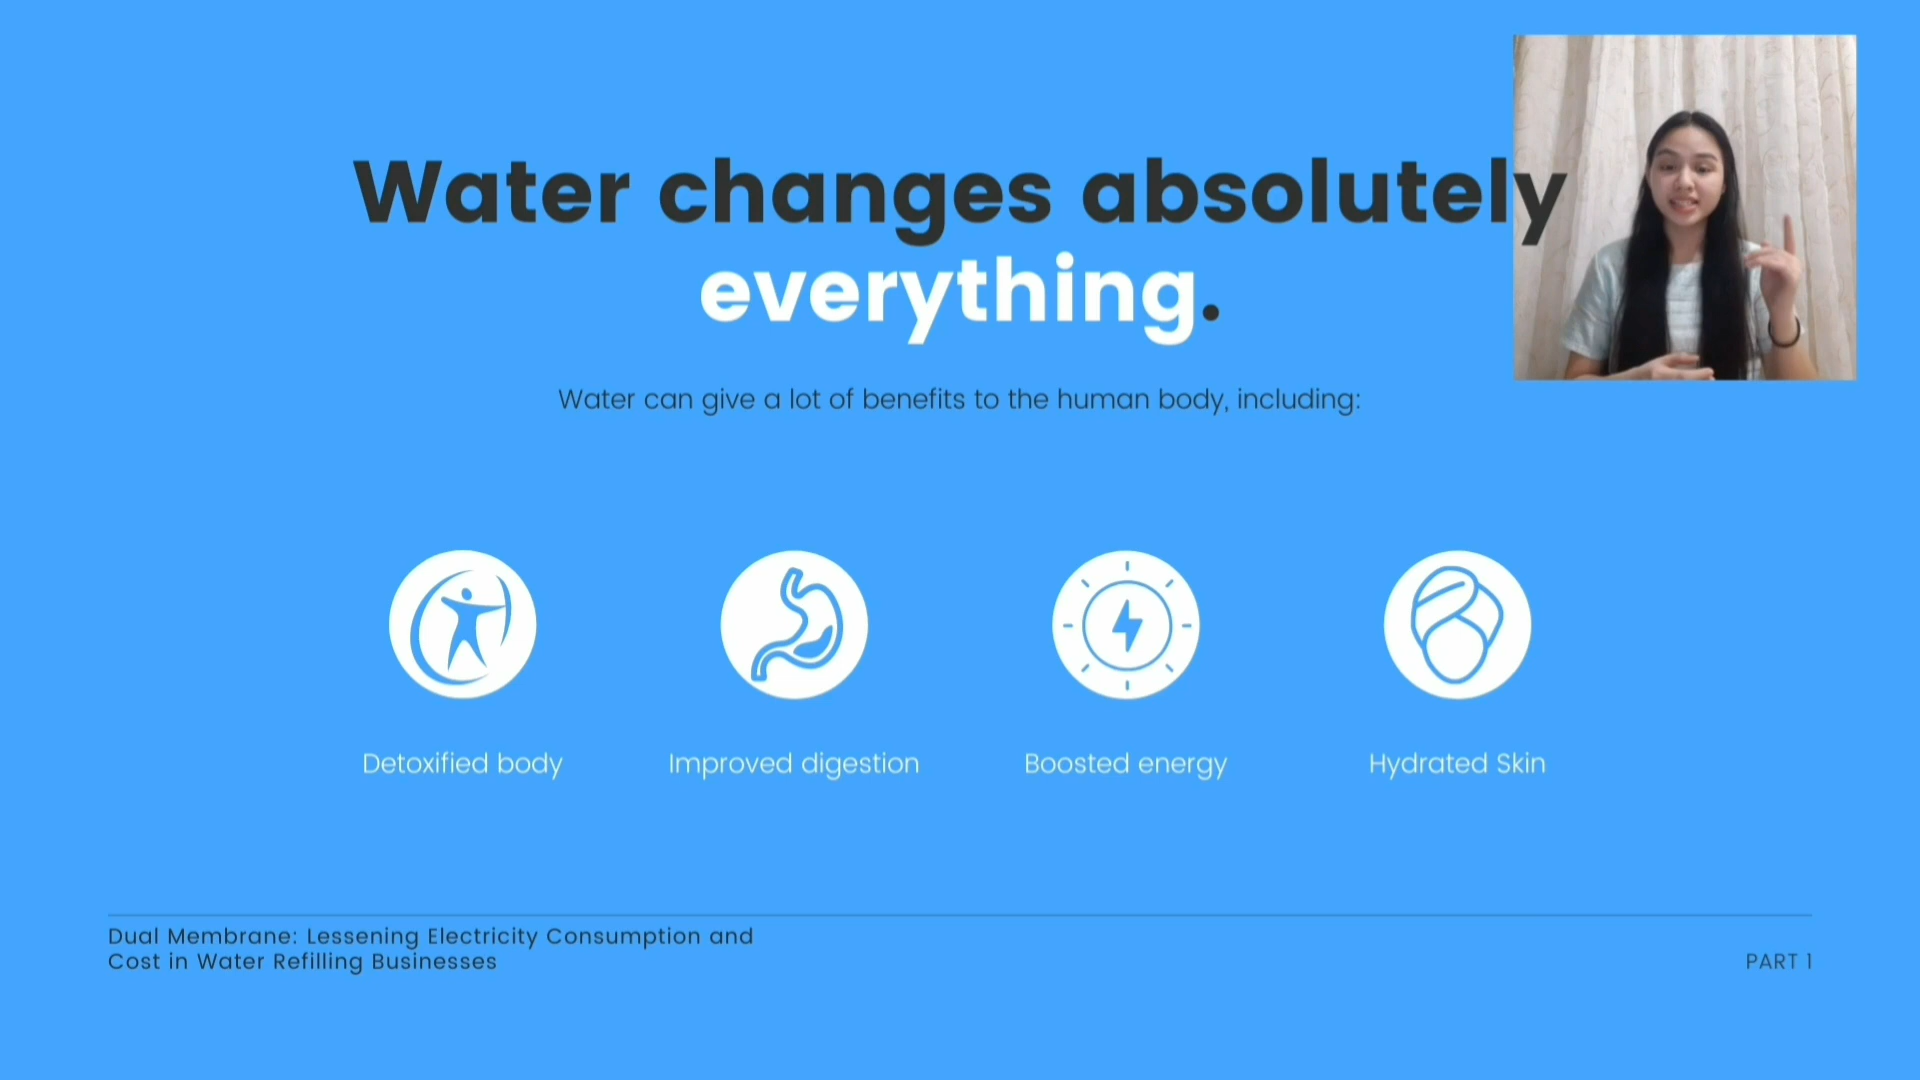 Water changes absolutely
everything.
Water can give a lot of benefits to the human body, including:
Detoxified body
Improved digestion
Boosted energy
Hydrated Skin
Dual Membrane: Lessening Electricity Consumption and
Cost in Water Refilling Businesses
PART 1